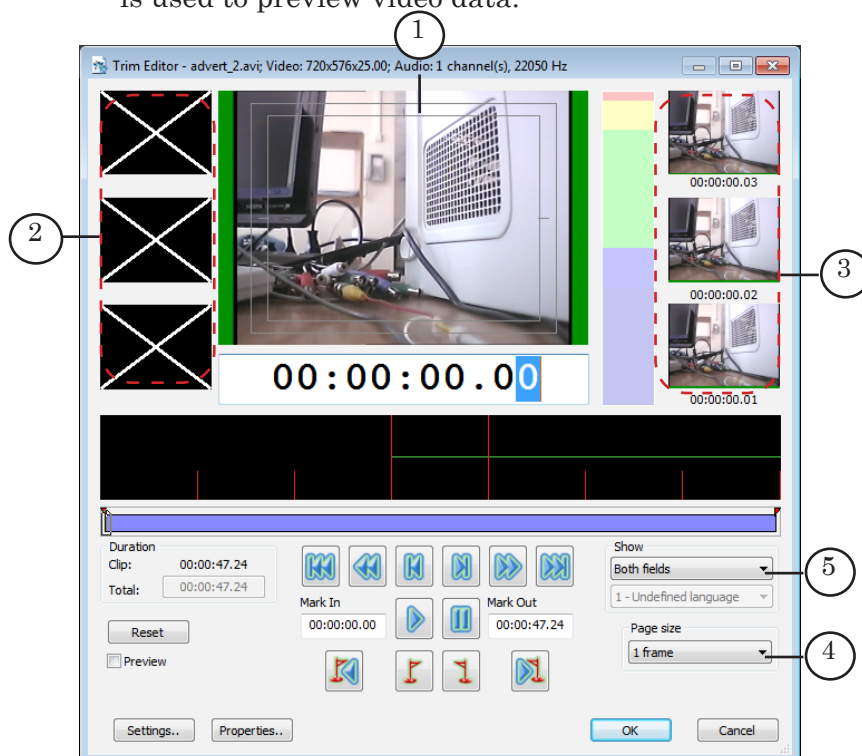 is used to preview video data.
1
Trim Editor - advert_2.avi; Video: 720x576x25.00; Audio: 1 channel(s), 22050 Hz
00:00:00.03
2
3
00:00:00.02
00:00:00.00
00:00:00.01
Duration
Clip: 00:00:47.24
Total: 00:00:47.24
Show
Both fields
5
1 - Undefined language
Mark In
Mark Out
00:00:00.00
00:00:47.24
Reset
Page size
1 frame
4
Preview
Settings..
Properties..
OK
Cancel